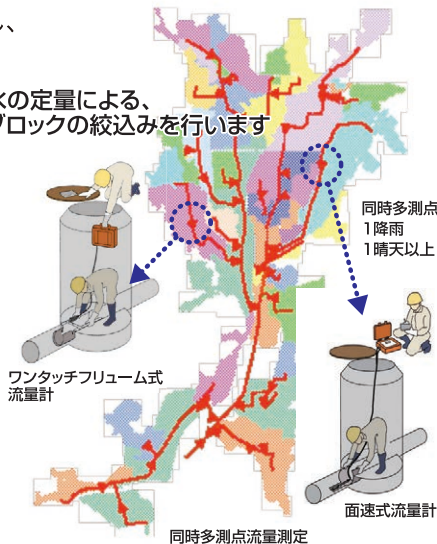 、
水の定量による、
ブロックの絞込みを行います
同時多測点
1降雨
1晴天以上
ワンタッチフリューム式
流量計
面速式流量計
同時多測点流量測定